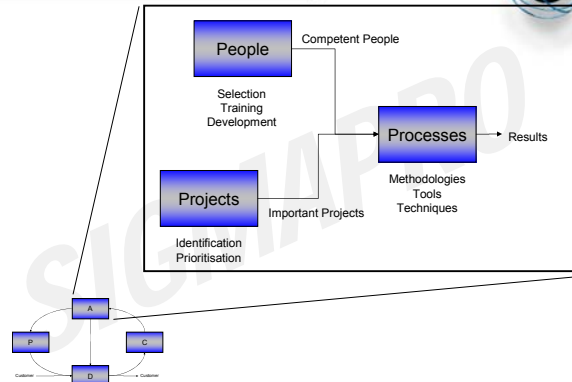 People
Competent People
Selection
Training
Development
Processes
Results
Methodologies
Tools
Techniques
Projects
Important Projects
Identification
Prioritisation
SIGMAPRO
A
P
C
Customer
D
Customer